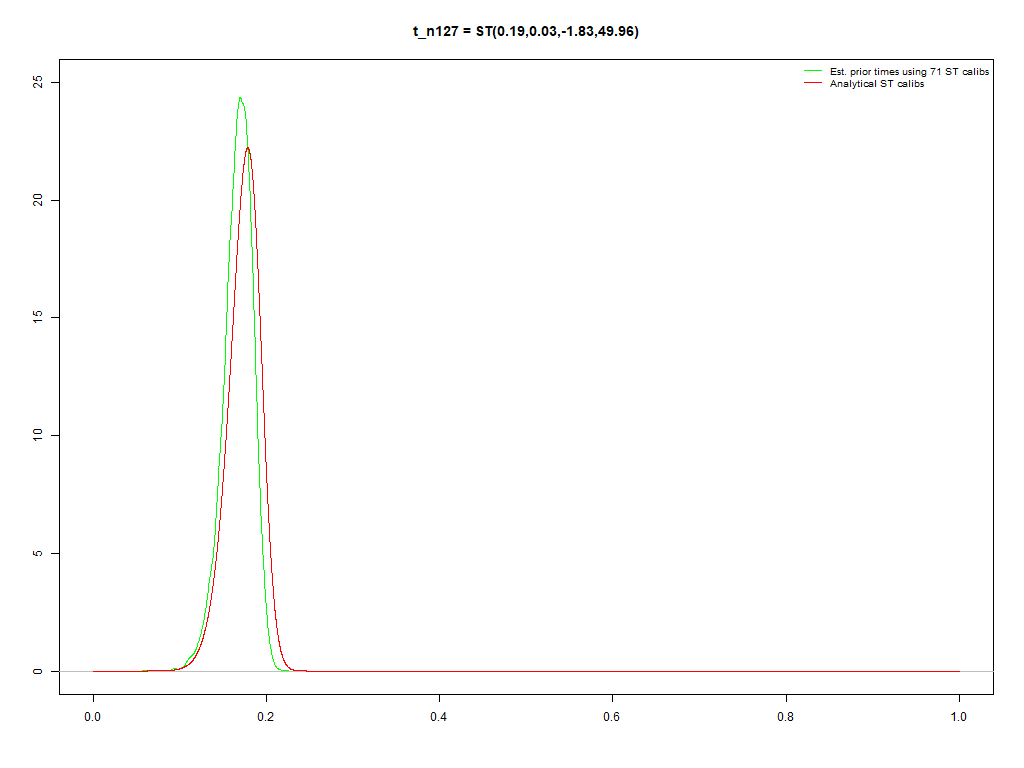 t_n127 = ST(0.19,0.03,-1.83,49.96)
Est. prior times using 71 ST calibs
Analytical ST calibs
25
20
15
10
5
0
0.0 0.2 0.4 0.6 0.8 1.0